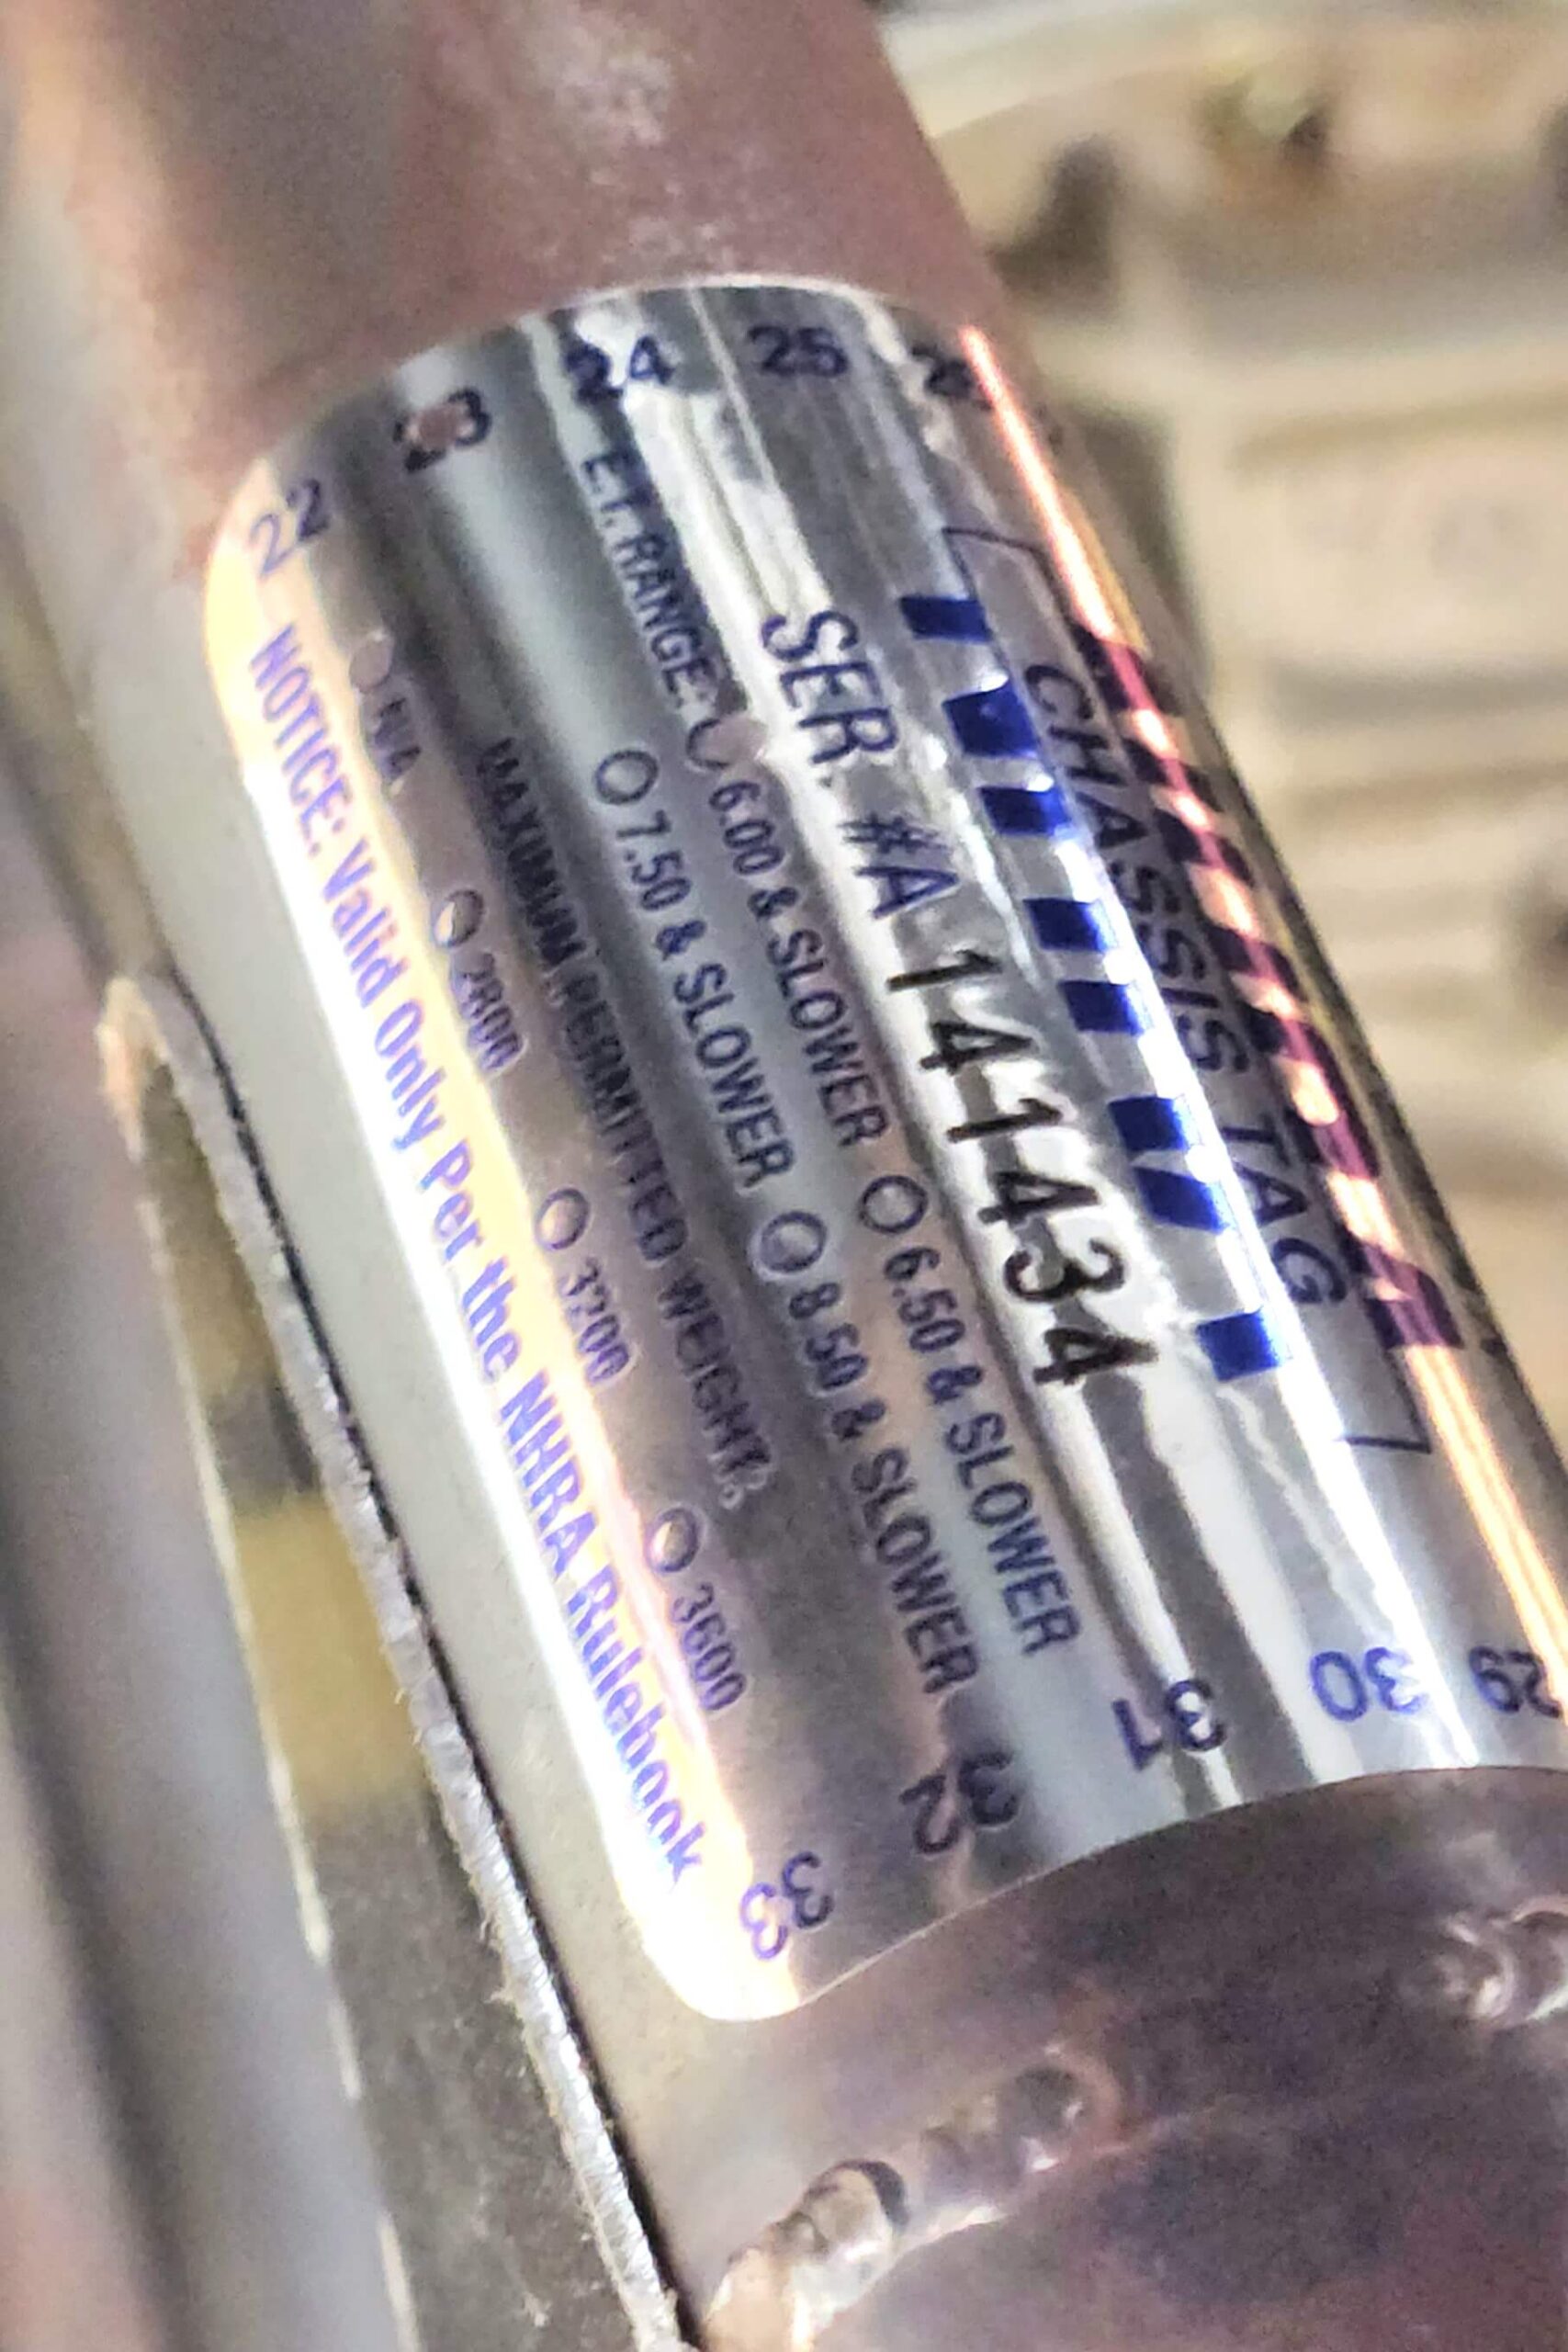 22 23 24 25 26
CHASSIS TAG
SER. #A 141434
E.T. RANGE: 6.00 & SLOWER 6.50 & SLOWER
7.50 & SLOWER 8.50 & SLOWER
MAXIMUM PERMITTED WEIGHT:
N/A 2800 3200 3600
NOTICE: Valid Only Per the NHRA Rulebook
33 32 31 30 29